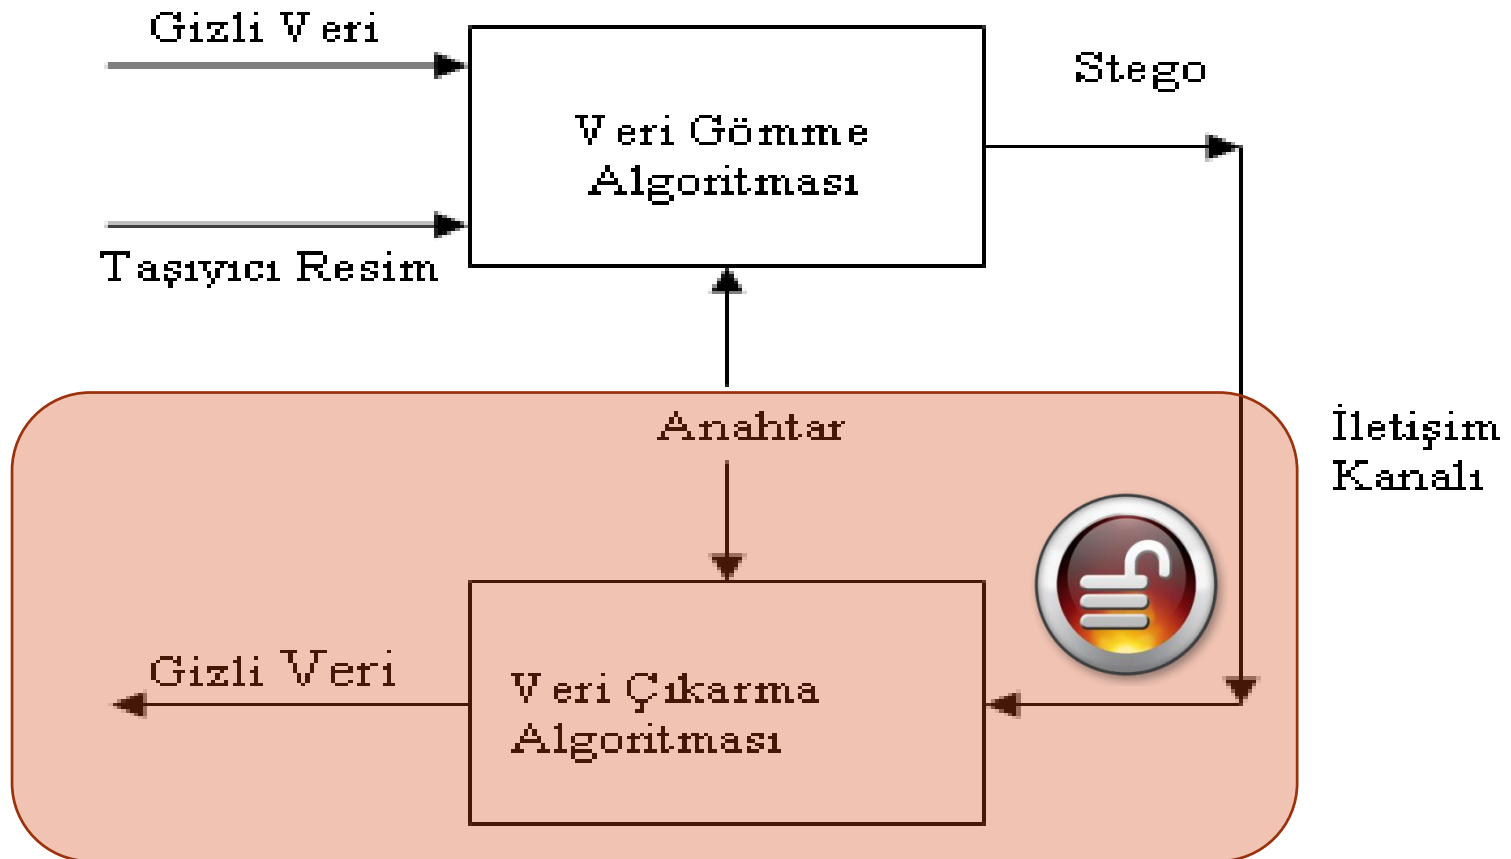 Gizli Veri
Stego
Veri Gömme
Algoritması
Taşıyıcı Resim
Anahtar
İletişim
Kanalı
Gizli Veri
Veri Çıkarma
Algoritması